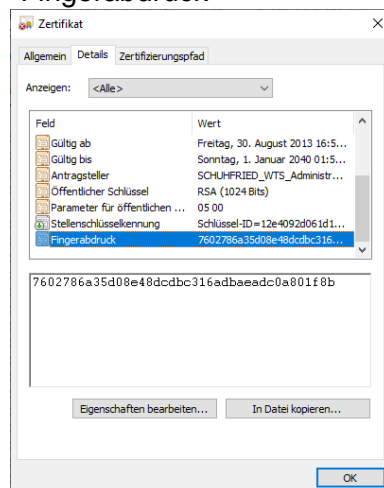 Fingerabdruck
Zertifikat
Allgemein Details Zertifizierungspfad
Anzeigen: <Alle>
Feld Wert
Gültig ab Freitag, 30. August 2013 16:5...
Gültig bis Sonntag, 1. Januar 2040 01:5...
Antragsteller SCHUHFRIED_WTS_Administr...
Öffentlicher Schlüssel RSA (1024 Bits)
Parameter für öffentlichen ... 05 00
Stellenschlüsselkennung Schlüssel-ID=12e4092d061d1...
Fingerabdruck 7602786a35d08e48dcdbc316...
7602786a35d08e48dcdbc316adbaeadc0a801f8b
Eigenschaften bearbeiten... In Datei kopieren...
OK